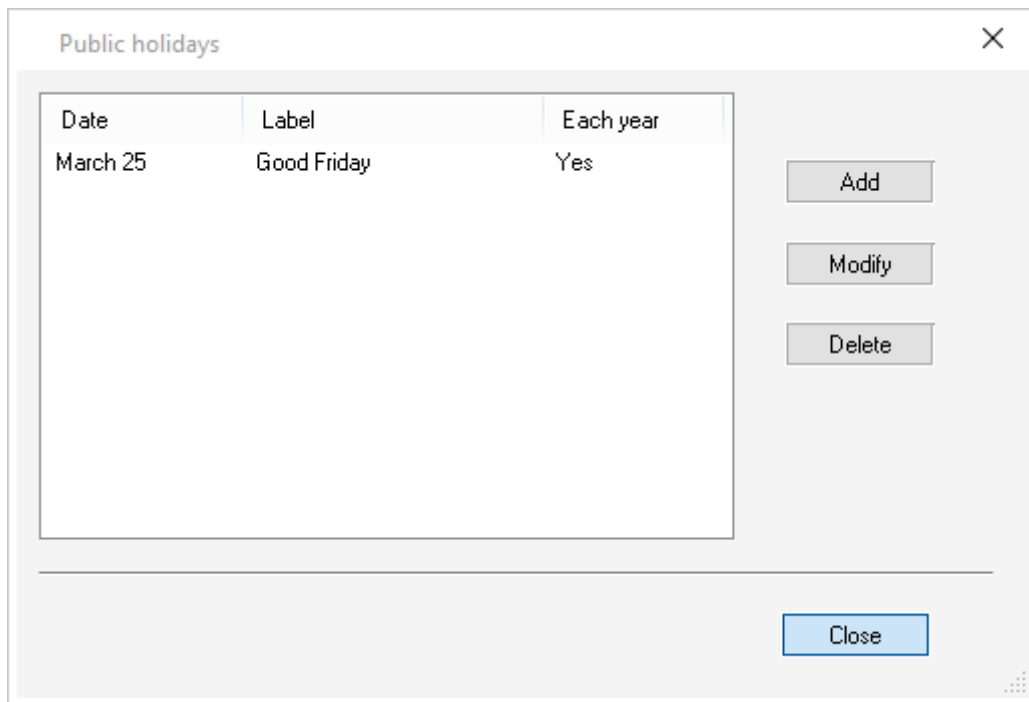 Public holidays
Date Label Each year
March 25 Good Friday Yes
Add
Modify
Delete
Close